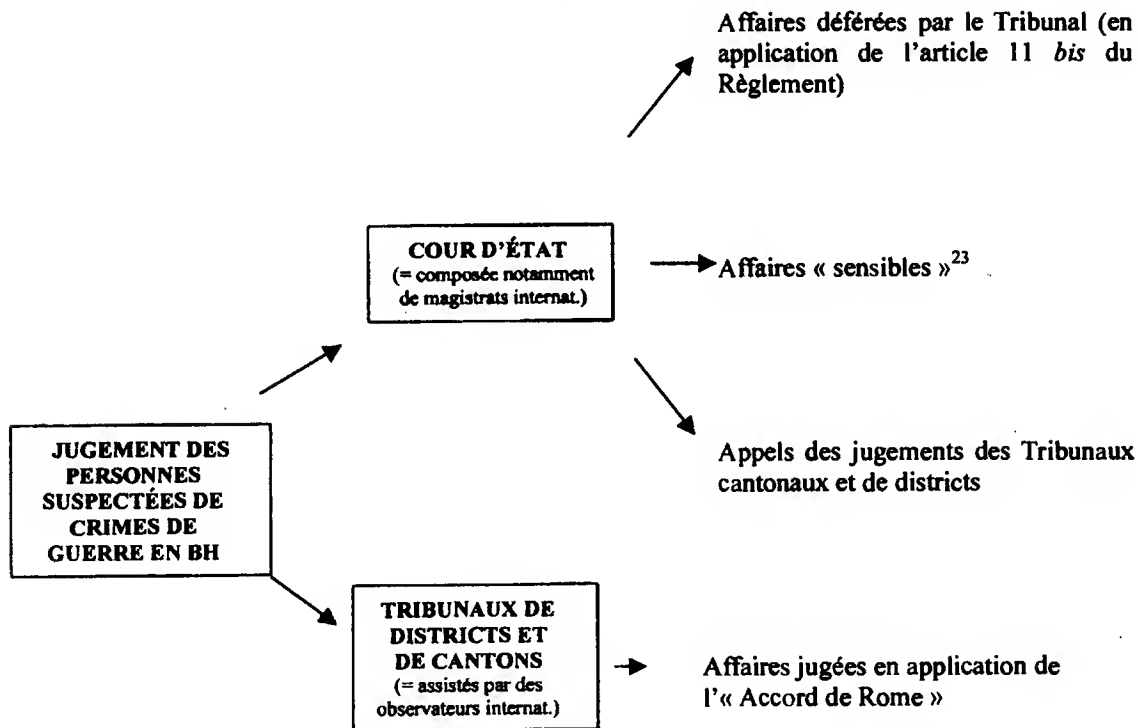 Affaires déférées par le Tribunal (en
application de l'article 11 bis du
Règlement)
COUR D'ÉTAT
(= composée notamment
de magistrats internat.)
Affaires « sensibles »23
JUGEMENT DES
PERSONNES
SUSPECTÉES DE
CRIMES DE
GUERRE EN BH
Appels des jugements des Tribunaux
cantonaux et de districts
TRIBUNAUX DE
DISTRICTS ET
DE CANTONS
(= assistés par des
observateurs internat.)
Affaires jugées en application de
l'« Accord de Rome »